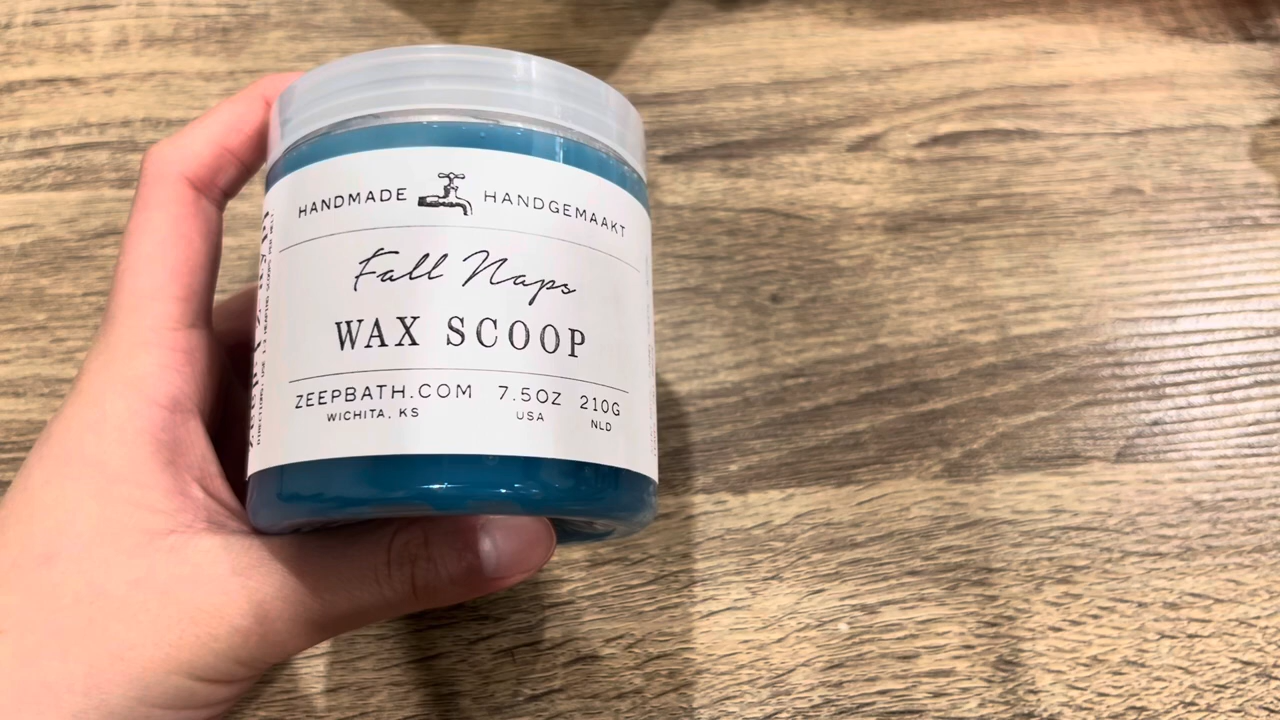 HANDMADE HANDGEMAAKT
Fall Naps
WAX SCOOP
ZEEPBATH.COM 7.5OZ 210G
WICHITA, KS USA NLD